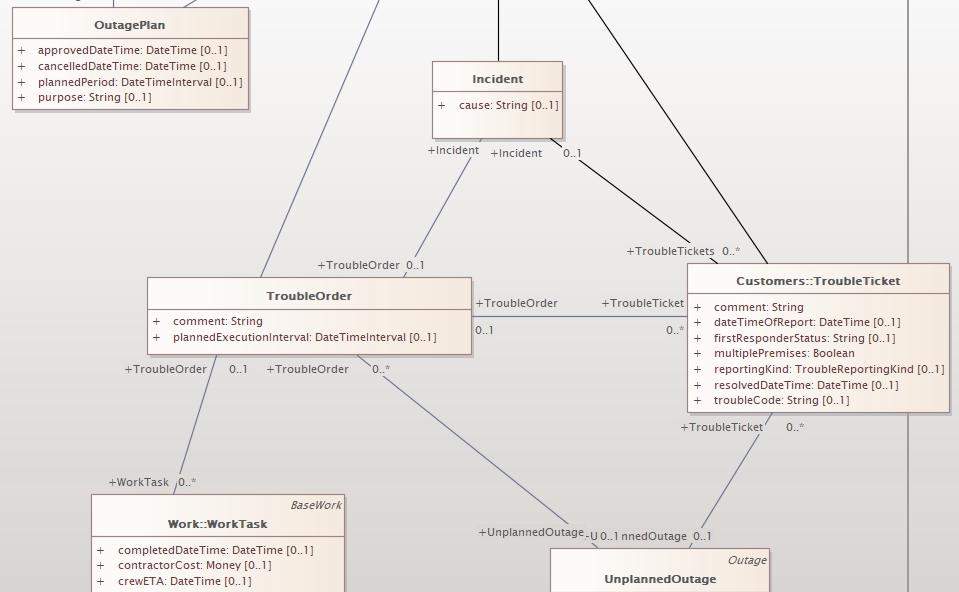 OutagePlan
+ approvedDateTime: DateTime [0..1]
+ cancelledDateTime: DateTime [0..1]
+ plannedPeriod: DateTimeInterval [0..1]
+ purpose: String [0..1]
Incident
+ cause: String [0..1]
+Incident
+Incident 0..1
+TroubleOrder 0..1
+TroubleTickets 0..*
TroubleOrder
+ comment: String
+ plannedExecutionInterval: DateTimeInterval [0..1]
+TroubleOrder +TroubleTicket
0..1 0..*
Customers::TroubleTicket
+ comment: String
+ dateTimeOfReport: DateTime [0..1]
+ firstResponderStatus: String [0..1]
+ multiplePremises: Boolean
+ reportingKind: TroubleReportingKind [0..1]
+ resolvedDateTime: DateTime [0..1]
+ troubleCode: String [0..1]
+TroubleOrder 0..1 +TroubleOrder 0..*
+TroubleTicket 0..*
+WorkTask 0..*
+UnplannedOutage 0..1 nnedOutage 0..1
BaseWork
Work::WorkTask
+ completedDateTime: DateTime [0..1]
+ contractorCost: Money [0..1]
+ crewETA: DateTime [0..1]
Outage
UnplannedOutage